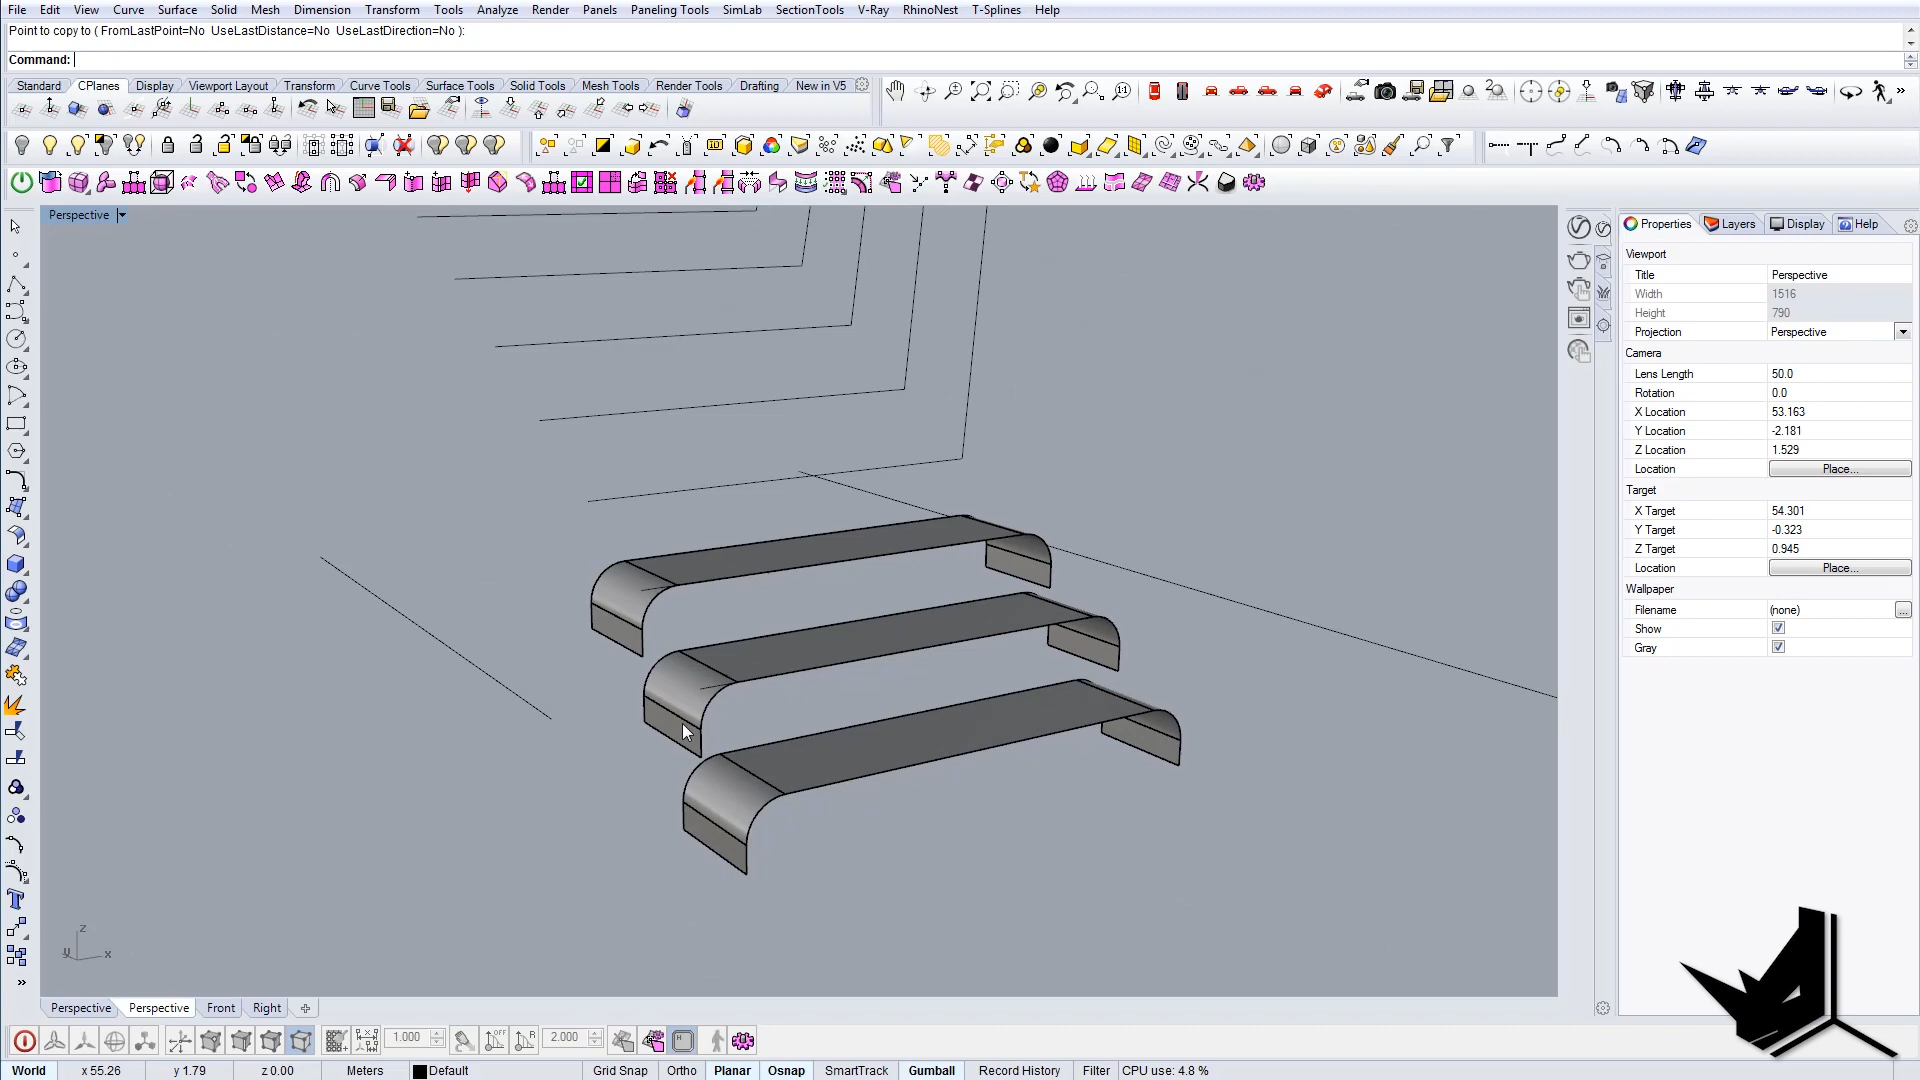 File Edit View Curve Surface Solid Mesh Dimension Transform Tools Analyze Render Panels Paneling Tools SimLab SectionTools V-Ray RhinoNest T-Splines Help
Point to copy to ( FromLastPoint=No UseLastDistance=No UseLastDirection=No ):
Command:
Standard CPlanes Display Viewport Layout Transform Curve Tools Surface Tools Solid Tools Mesh Tools Render Tools Drafting New in V5
Perspective
Properties Layers Display Help
Viewport
Title Perspective
Width 1516
Height 790
Projection Perspective
Camera
Lens Length 50.0
Rotation 0.0
X Location 53.163
Y Location -2.181
Z Location 1.529
Location Place...
Target
X Target 54.301
Y Target -0.323
Z Target 0.945
Location Place...
Wallpaper
Filename (none) ...
Show
Gray
z
y x
Perspective Perspective Front Right
1.000 2.000
World x 55.26 y 1.79 z 0.00 Meters Default Grid Snap Ortho Planar Osnap SmartTrack Gumball Record History Filter CPU use: 4.8 %